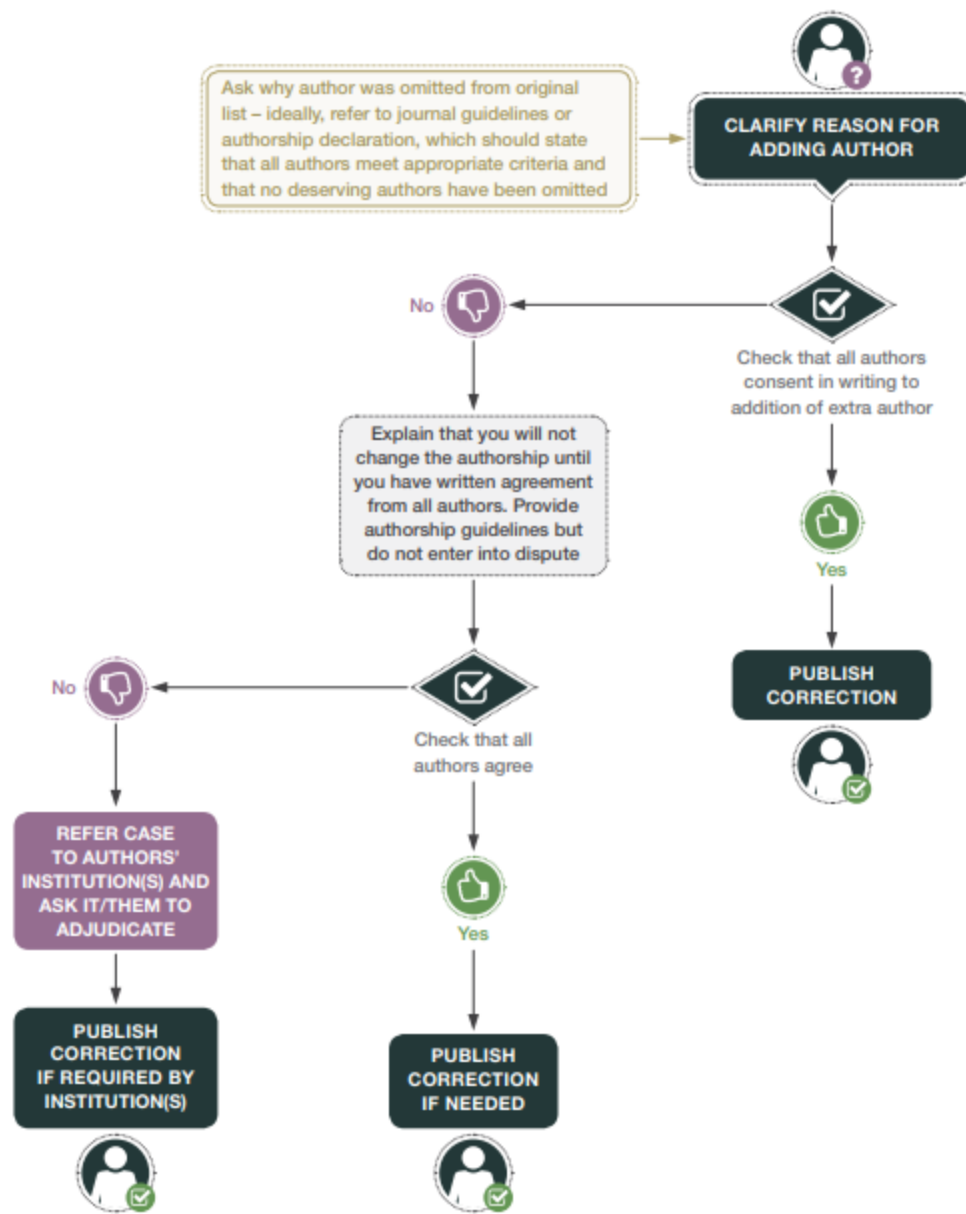 Ask why author was omitted from original
list – ideally, refer to journal guidelines or
authorship declaration, which should state
that all authors meet appropriate criteria and
that no deserving authors have been omitted
?
CLARIFY REASON FOR
ADDING AUTHOR
No
Check that all authors
consent in writing to
addition of extra author
Explain that you will not
change the authorship until
you have written agreement
from all authors. Provide
authorship guidelines but
do not enter into dispute
Yes
PUBLISH
CORRECTION
No
Check that all
authors agree
REFER CASE
TO AUTHORS'
INSTITUTION(S) AND
ASK IT/THEM TO
ADJUDICATE
Yes
PUBLISH
CORRECTION
IF REQUIRED BY
INSTITUTION(S)
PUBLISH
CORRECTION
IF NEEDED